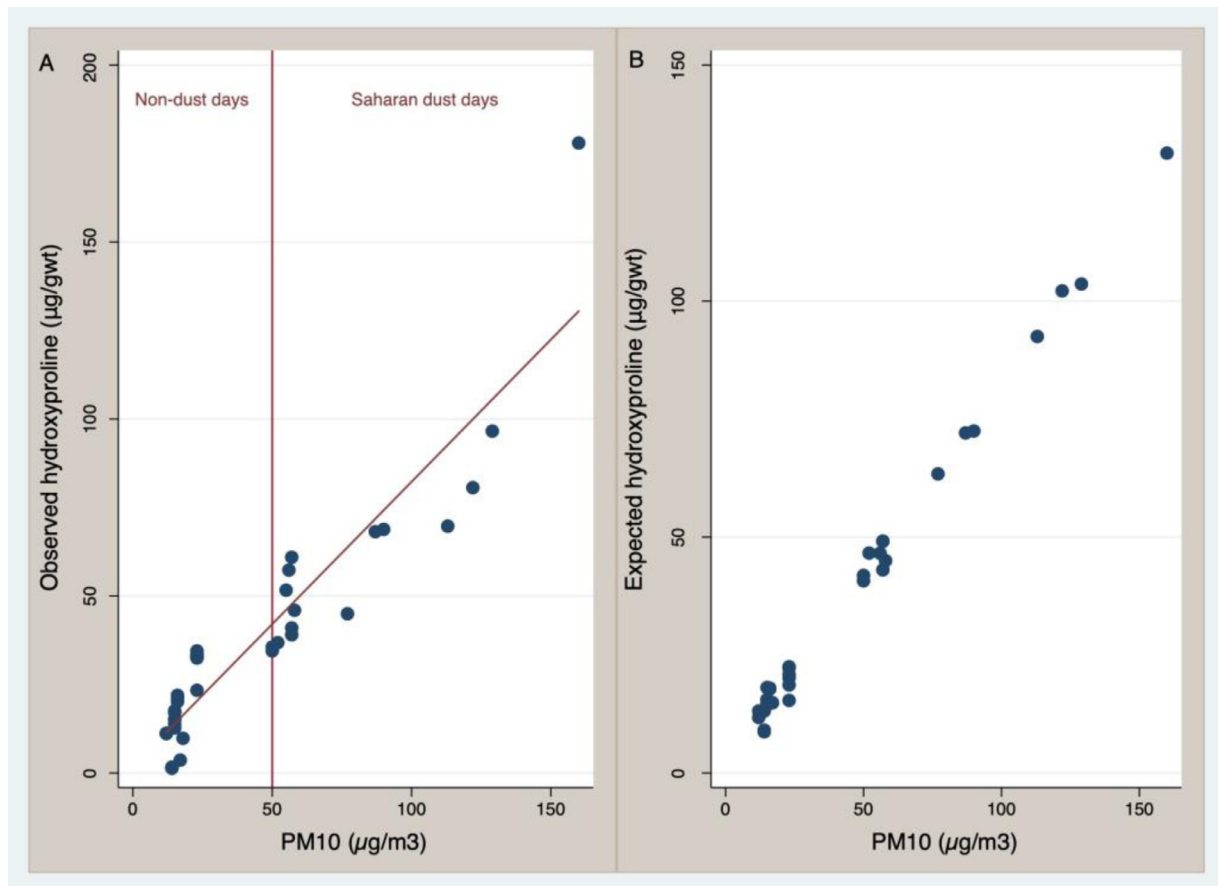 A
Non-dust days
Saharan dust days
Observed hydroxyproline (µg/gwt)
200
150
100
50
0
0
50
100
150
PM10 (µg/m3)
B
Expected hydroxyproline (µg/gwt)
150
100
50
0
0
50
100
150
PM10 (µg/m3)